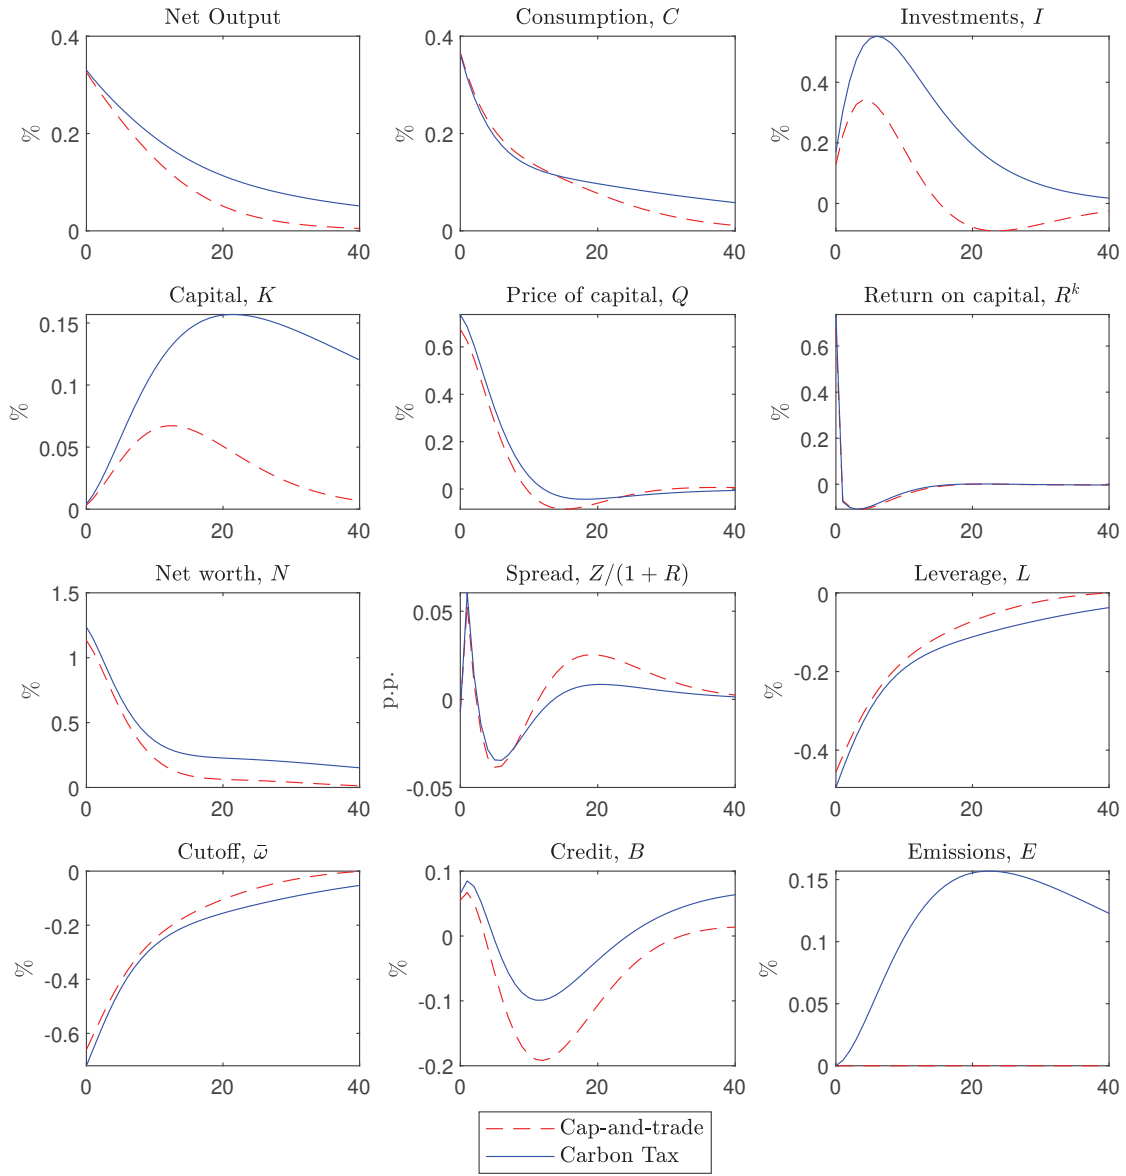 Net Output
Consumption, C
Investments, I
0.4
0.2
0
%
0 20 40
0.4
0.2
0
%
0 20 40
0.4
0.2
0
%
0 20 40
Capital, K
Price of capital, Q
Return on capital, R^k
0.15
0.1
0.05
0
%
0 20 40
0.6
0.4
0.2
0
%
0 20 40
0.6
0.4
0.2
0
%
0 20 40
Net worth, N
Spread, Z/(1 + R)
Leverage, L
1.5
1
0.5
0
%
0 20 40
0.05
0
-0.05
p.p.
0 20 40
0
-0.2
-0.4
%
0 20 40
Cutoff, ω̄
Credit, B
Emissions, E
0
-0.2
-0.4
-0.6
%
0 20 40
0.1
0
-0.1
-0.2
%
0 20 40
0.15
0.1
0.05
0
%
0 20 40
Cap-and-trade
Carbon Tax